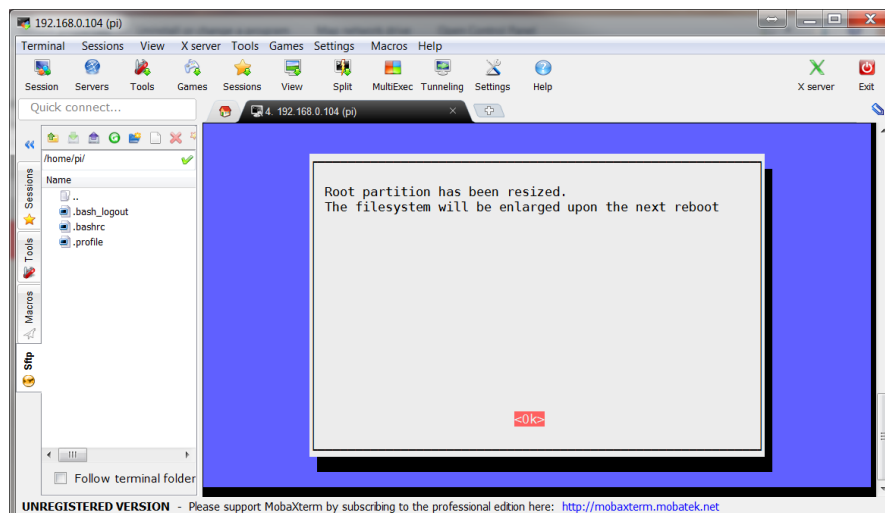 192.168.0.104 (pi)
Terminal Sessions View X server Tools Games Settings Macros Help
Session Servers Tools Games Sessions View Split MultiExec Tunneling Settings Help X server Exit
Quick connect...
4. 192.168.0.104 (pi)
/home/pi/
Name
..
.bash_logout
.bashrc
.profile
Sessions
Tools
Macros
Sftp
Root partition has been resized.
The filesystem will be enlarged upon the next reboot
<Ok>
Follow terminal folder
UNREGISTERED VERSION - Please support MobaXterm by subscribing to the professional edition here: http://mobaxterm.mobatek.net